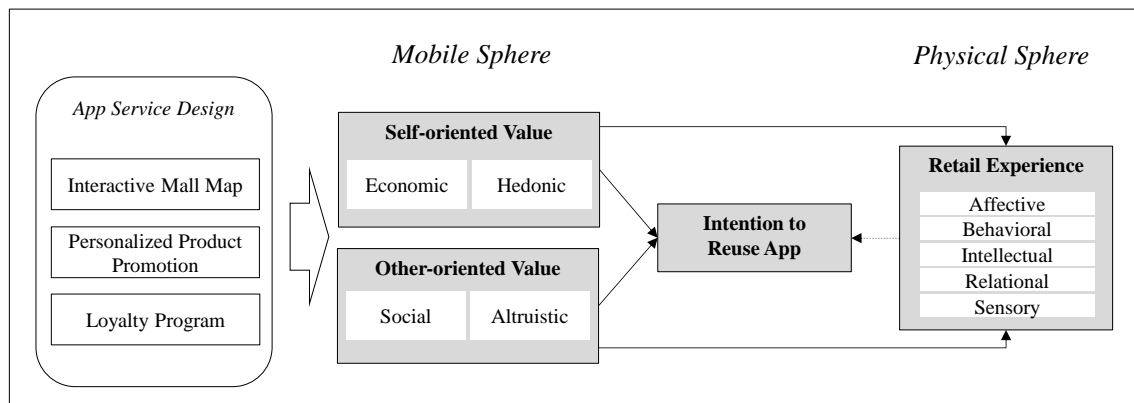 Mobile Sphere
Physical Sphere
App Service Design
Interactive Mall Map
Personalized Product
Promotion
Loyalty Program
Self-oriented Value
Economic
Hedonic
Other-oriented Value
Social
Altruistic
Intention to
Reuse App
Retail Experience
Affective
Behavioral
Intellectual
Relational
Sensory